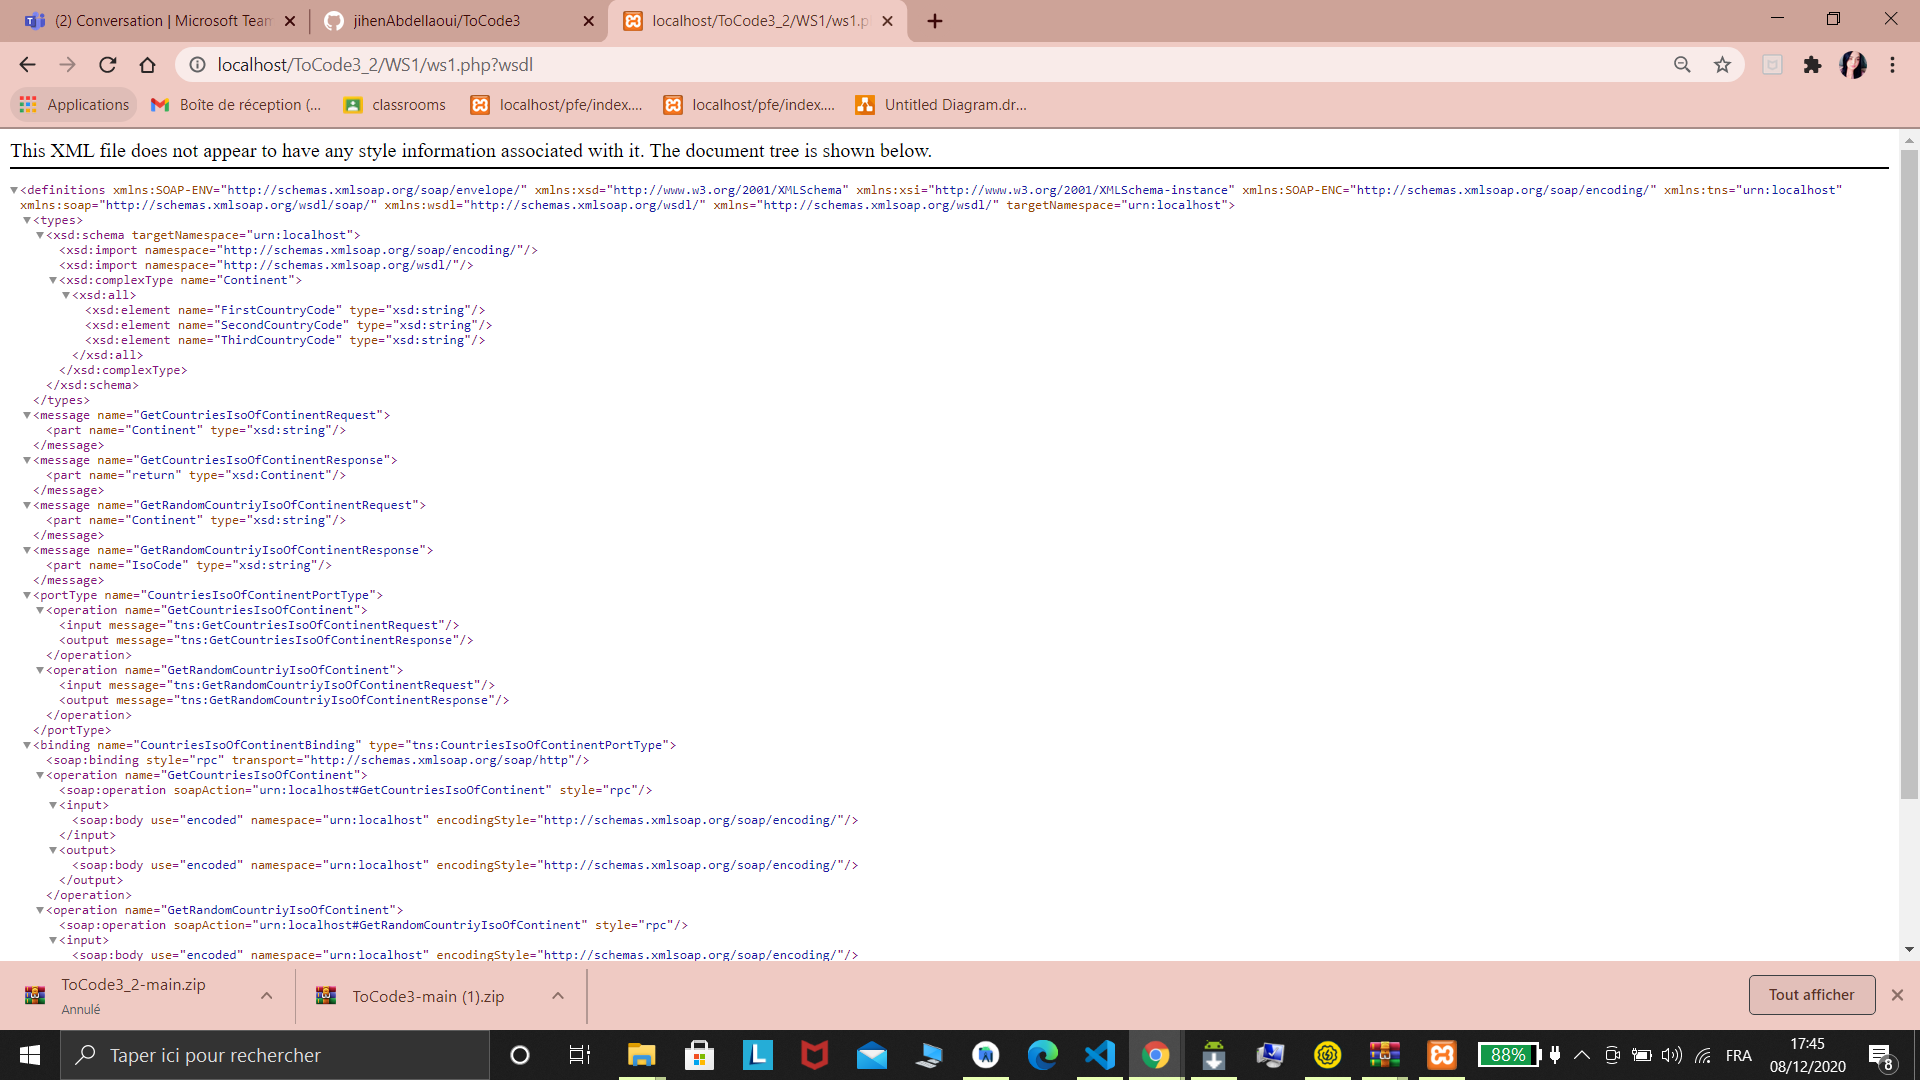 (2) Conversation | Microsoft Team
jihenAbdellaoui/ToCode3
localhost/ToCode3_2/WS1/ws1.p
localhost/ToCode3_2/WS1/ws1.php?wsdl
Applications
Boîte de réception (...
classrooms
localhost/pfe/index....
localhost/pfe/index....
Untitled Diagram.dr...
This XML file does not appear to have any style information associated with it. The document tree is shown below.
<definitions xmlns:SOAP-ENV="http://schemas.xmlsoap.org/soap/envelope/" xmlns:xsd="http://www.w3.org/2001/XMLSchema" xmlns:xsi="http://www.w3.org/2001/XMLSchema-instance" xmlns:SOAP-ENC="http://schemas.xmlsoap.org/soap/encoding/" xmlns:tns="urn:localhost"
xmlns:soap="http://schemas.xmlsoap.org/wsdl/soap/" xmlns:wsdl="http://schemas.xmlsoap.org/wsdl/" xmlns="http://schemas.xmlsoap.org/wsdl/" targetNamespace="urn:localhost">
<types>
<xsd:schema targetNamespace="urn:localhost">
<xsd:import namespace="http://schemas.xmlsoap.org/soap/encoding/"/>
<xsd:import namespace="http://schemas.xmlsoap.org/wsdl/"/>
<xsd:complexType name="Continent">
<xsd:all>
<xsd:element name="FirstCountryCode" type="xsd:string"/>
<xsd:element name="SecondCountryCode" type="xsd:string"/>
<xsd:element name="ThirdCountryCode" type="xsd:string"/>
</xsd:all>
</xsd:complexType>
</xsd:schema>
</types>
<message name="GetCountriesIsoOfContinentRequest">
<part name="Continent" type="xsd:string"/>
</message>
<message name="GetCountriesIsoOfContinentResponse">
<part name="return" type="xsd:Continent"/>
</message>
<message name="GetRandomCountriyIsoOfContinentRequest">
<part name="Continent" type="xsd:string"/>
</message>
<message name="GetRandomCountriyIsoOfContinentResponse">
<part name="IsoCode" type="xsd:string"/>
</message>
<portType name="CountriesIsoOfContinentPortType">
<operation name="GetCountriesIsoOfContinent">
<input message="tns:GetCountriesIsoOfContinentRequest"/>
<output message="tns:GetCountriesIsoOfContinentResponse"/>
</operation>
<operation name="GetRandomCountriyIsoOfContinent">
<input message="tns:GetRandomCountriyIsoOfContinentRequest"/>
<output message="tns:GetRandomCountriyIsoOfContinentResponse"/>
</operation>
</portType>
<binding name="CountriesIsoOfContinentBinding" type="tns:CountriesIsoOfContinentPortType">
<soap:binding style="rpc" transport="http://schemas.xmlsoap.org/soap/http"/>
<operation name="GetCountriesIsoOfContinent">
<soap:operation soapAction="urn:localhost#GetCountriesIsoOfContinent" style="rpc"/>
<input>
<soap:body use="encoded" namespace="urn:localhost" encodingStyle="http://schemas.xmlsoap.org/soap/encoding/"/>
</input>
<output>
<soap:body use="encoded" namespace="urn:localhost" encodingStyle="http://schemas.xmlsoap.org/soap/encoding/"/>
</output>
</operation>
<operation name="GetRandomCountriyIsoOfContinent">
<soap:operation soapAction="urn:localhost#GetRandomCountriyIsoOfContinent" style="rpc"/>
<input>
<soap:body use="encoded" namespace="urn:localhost" encodingStyle="http://schemas.xmlsoap.org/soap/encoding/"/>
ToCode3_2-main.zip
Annulé
ToCode3-main (1).zip
Tout afficher
Taper ici pour rechercher
88%
FRA
17:45
08/12/2020
8